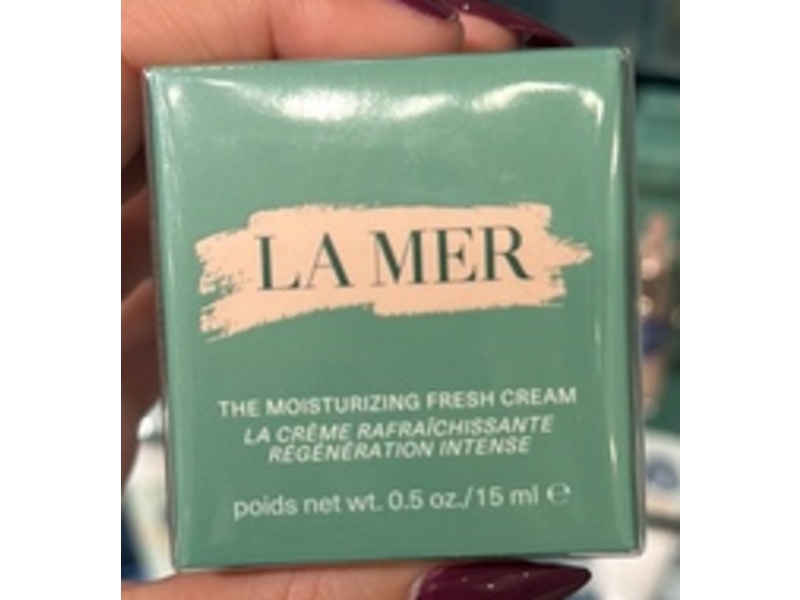 LA MER
THE MOISTURIZING FRESH CREAM
LA CRÈME RAFRAÎCHISSANTE
RÉGÉNÉRATION INTENSE
poids net wt. 0.5 oz./15 ml ℮